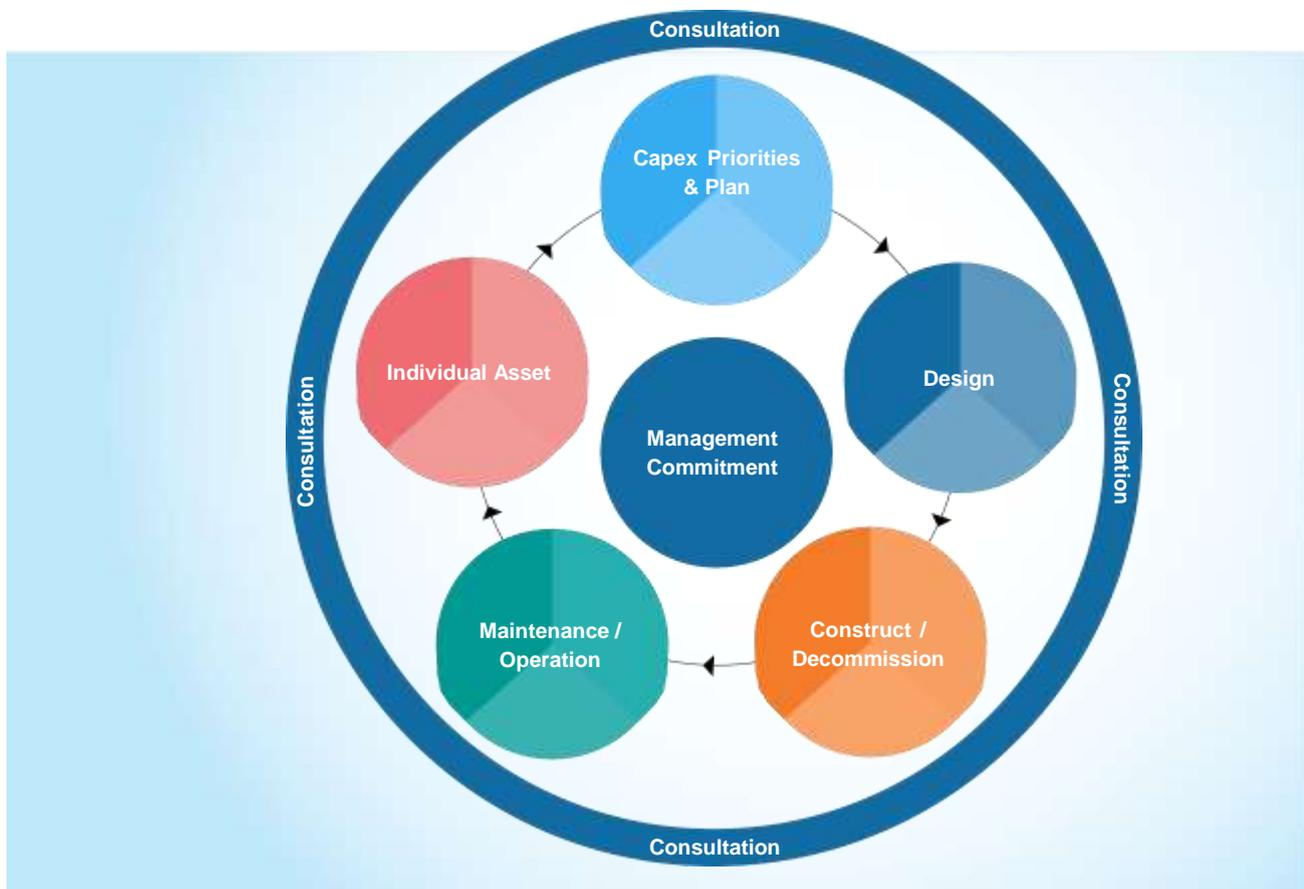 Consultation
Capex Priorities
& Plan
Individual Asset
Design
Consultation
Consultation
Management
Commitment
Maintenance /
Operation
Construct /
Decommission
Consultation